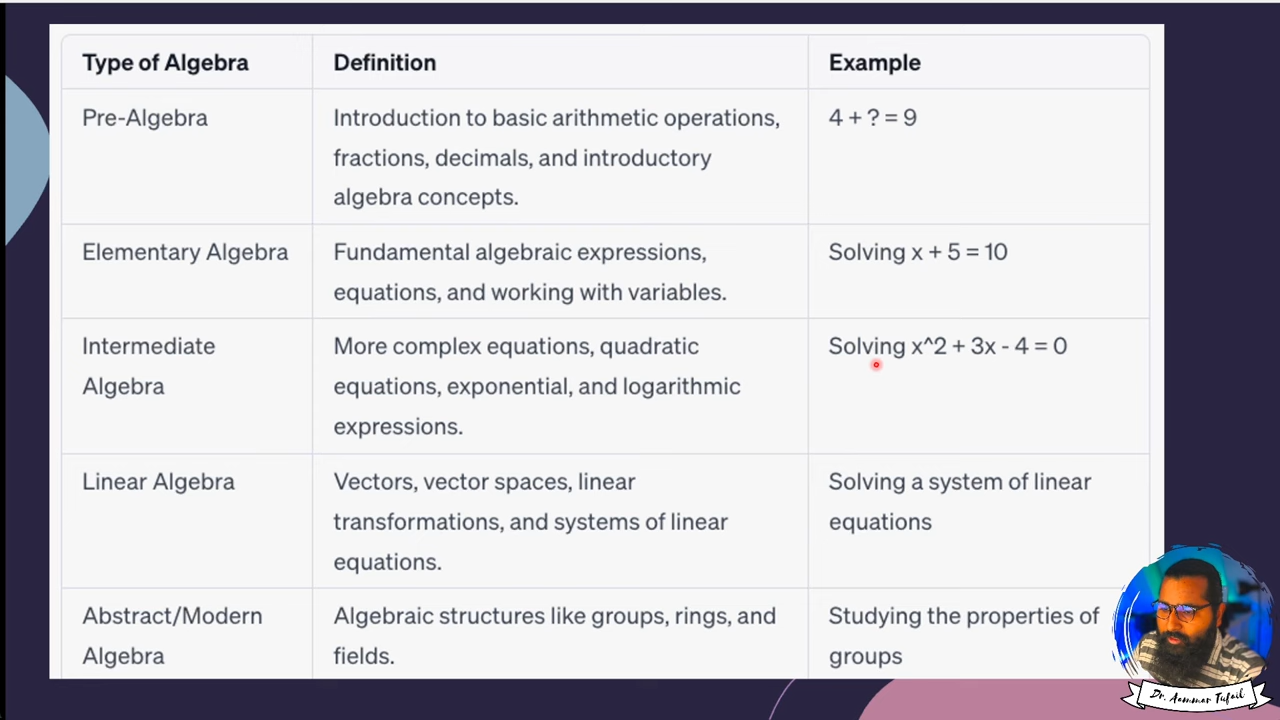 Type of Algebra
Definition
Example
Pre-Algebra
Introduction to basic arithmetic operations,
fractions, decimals, and introductory
algebra concepts.
4 + ? = 9
Elementary Algebra
Fundamental algebraic expressions,
equations, and working with variables.
Solving x + 5 = 10
Intermediate
Algebra
More complex equations, quadratic
equations, exponential, and logarithmic
expressions.
Solving x^2 + 3x - 4 = 0
Linear Algebra
Vectors, vector spaces, linear
transformations, and systems of linear
equations.
Solving a system of linear
equations
Abstract/Modern
Algebra
Algebraic structures like groups, rings, and
fields.
Studying the properties of
groups
Dr. Aammar Tufail